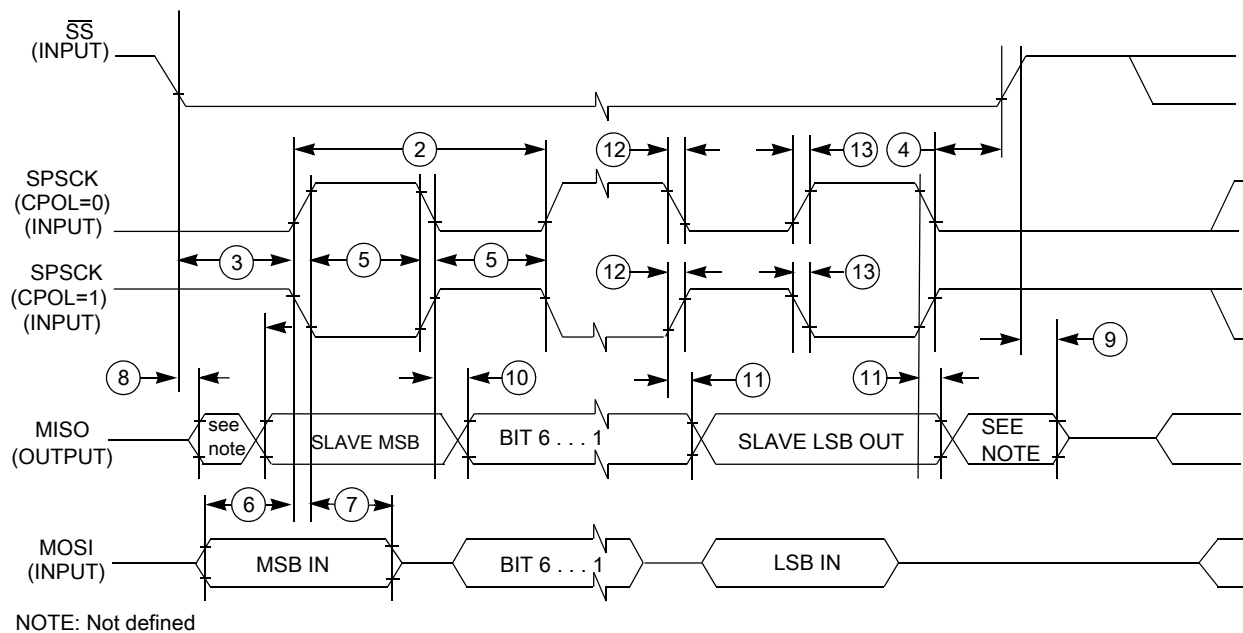 SS
(INPUT)
2
12
13
4
SPSCK
(CPOL=0)
(INPUT)
3
5
5
12
13
SPSCK
(CPOL=1)
(INPUT)
8
10
11
11
9
MISO
(OUTPUT)
see
note
SLAVE MSB
BIT 6 . . . 1
SLAVE LSB OUT
SEE
NOTE
6
7
MOSI
(INPUT)
MSB IN
BIT 6 . . . 1
LSB IN
NOTE: Not defined